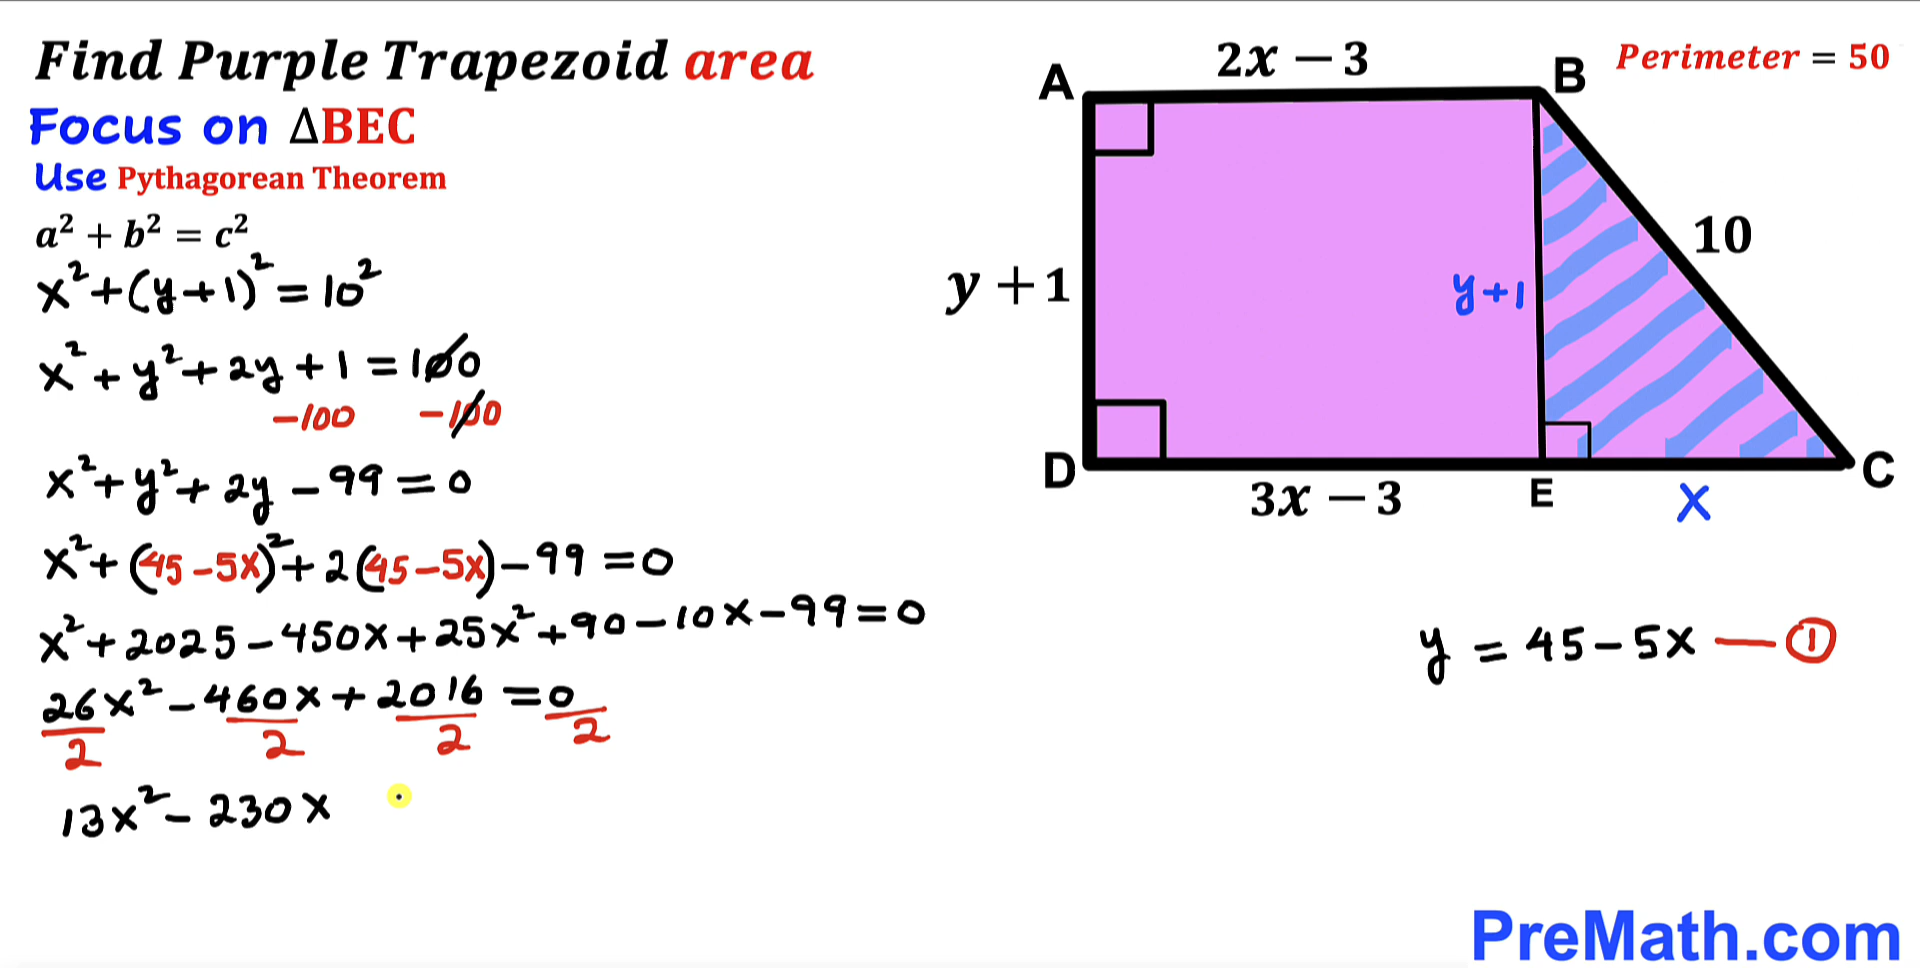 Find Purple Trapezoid area
Focus on ΔBEC
Use Pythagorean Theorem
a² + b² = c²
x² + (y+1)² = 10²
x² + y² + 2y + 1 = 100
-100 -100
x² + y² + 2y - 99 = 0
x² + (45-5x)² + 2(45-5x) - 99 = 0
x² + 2025 - 450x + 25x² + 90 - 10x - 99 = 0
26x² - 460x + 2016 = 0
2 2 2 2
13x² - 230x
Perimeter = 50
2x − 3
A
B
10
y + 1
y+1
D
E
C
3x − 3
x
y = 45 - 5x — ①
PreMath.com